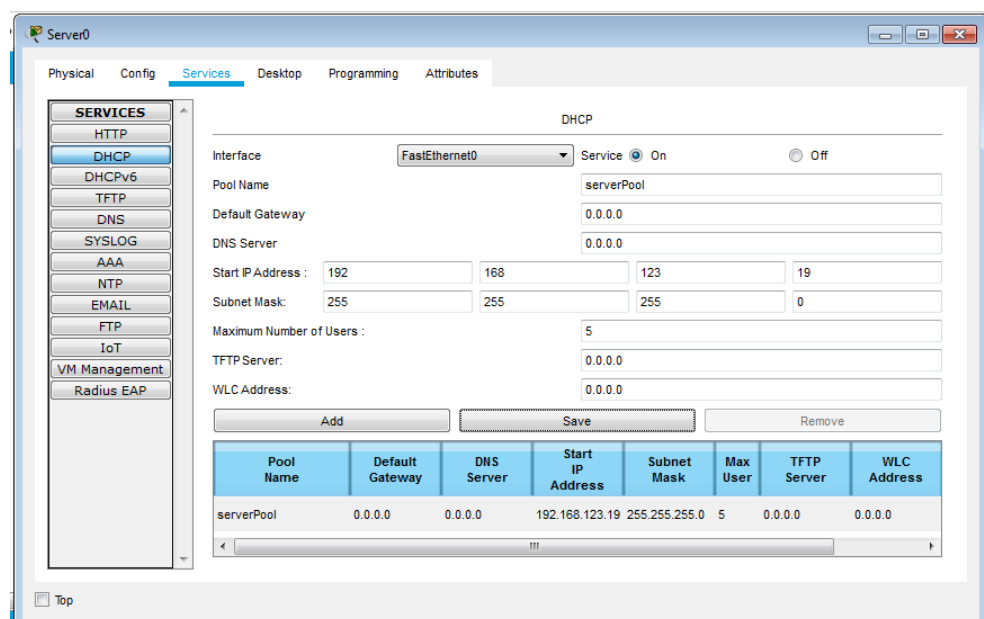 Server0
Physical Config Services Desktop Programming Attributes
SERVICES
HTTP
DHCP
DHCPv6
TFTP
DNS
SYSLOG
AAA
NTP
EMAIL
FTP
IoT
VM Management
Radius EAP
DHCP
Interface FastEthernet0 Service On Off
Pool Name serverPool
Default Gateway 0.0.0.0
DNS Server 0.0.0.0
Start IP Address : 192 168 123 19
Subnet Mask: 255 255 255 0
Maximum Number of Users : 5
TFTP Server: 0.0.0.0
WLC Address: 0.0.0.0
Add Save Remove
Pool Name Default Gateway DNS Server Start IP Address Subnet Mask Max User TFTP Server WLC Address
serverPool 0.0.0.0 0.0.0.0 192.168.123.19 255.255.255.0 5 0.0.0.0 0.0.0.0
Top